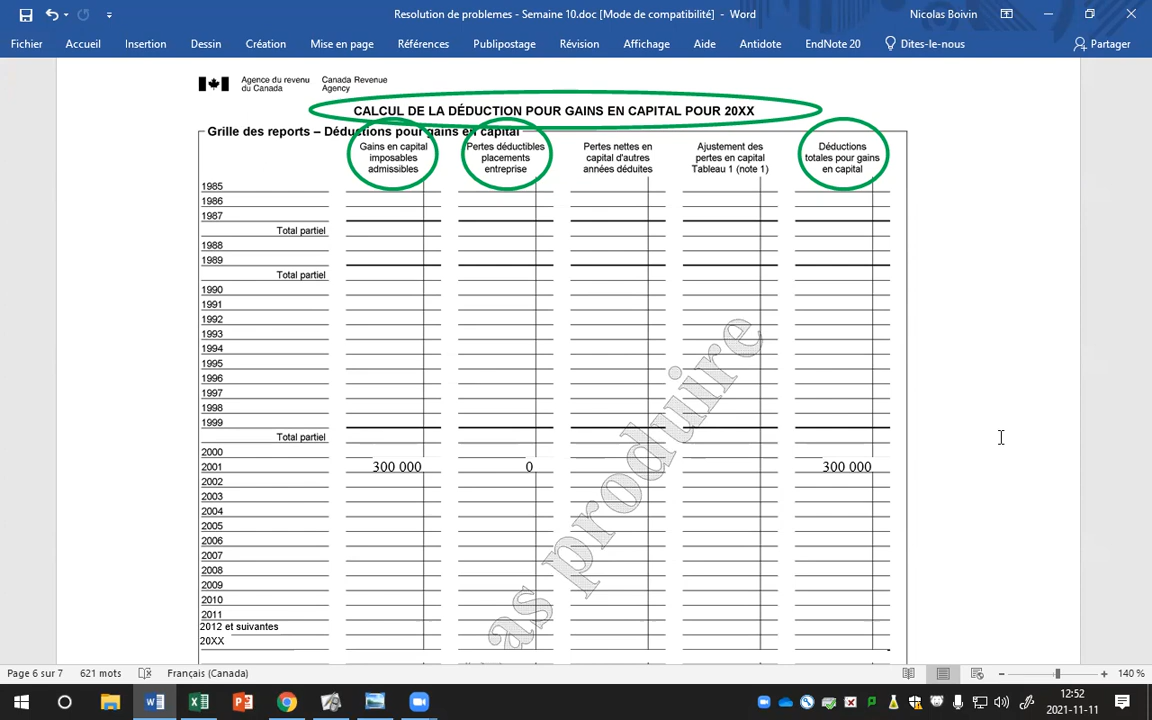 Resolution de problemes - Semaine 10.doc [Mode de compatibilité] - Word
Nicolas Boivin
Fichier Accueil Insertion Dessin Création Mise en page Références Publipostage Révision Affichage Aide Antidote EndNote 20 Dites-le-nous Partager
Agence du revenu du Canada
Canada Revenue Agency
CALCUL DE LA DÉDUCTION POUR GAINS EN CAPITAL POUR 20XX
Grille des reports – Déductions pour gains en capital
Gains en capital imposables admissibles
Pertes déductibles placements entreprise
Pertes nettes en capital d'autres années déduites
Ajustement des pertes en capital Tableau 1 (note 1)
Déductions totales pour gains en capital
1985
1986
1987
Total partiel
1988
1989
Total partiel
1990
1991
1992
1993
1994
1995
1996
1997
1998
1999
Total partiel
2000
2001 300 000 0 300 000
2002
2003
2004
2005
2006
2007
2008
2009
2010
2011
2012 et suivantes
20XX
as produire
Page 6 sur 7 621 mots Français (Canada) 140 %
12:52
2021-11-11